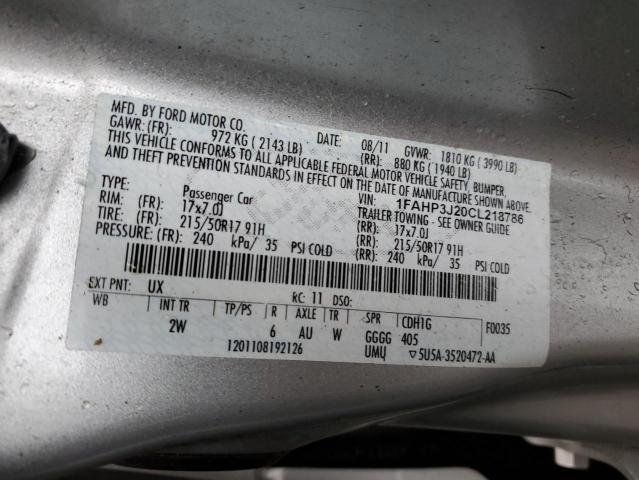 MFD. BY FORD MOTOR CO.
DATE: 08/11 GVWR: 1810 KG ( 3990 LB)
GAWR: (FR): 972 KG ( 2143 LB) (RR): 880 KG ( 1940 LB)
THIS VEHICLE CONFORMS TO ALL APPLICABLE FEDERAL MOTOR VEHICLE SAFETY, BUMPER,
AND THEFT PREVENTION STANDARDS IN EFFECT ON THE DATE OF MANUFACTURE SHOWN ABOVE.
VIN: 1FAHP3J20CL218786
TYPE: Passenger Car TRAILER TOWING - SEE OWNER GUIDE
RIM: (FR): 17x7.0J (RR): 17x7.0J
TIRE: (FR): 215/50R17 91H (RR): 215/50R17 91H
PRESSURE: (FR): 240 kPa/ 35 PSI COLD (RR): 240 kPa/ 35 PSI COLD
EXT PNT: UX RC: 11 DSO: F0035
WB INT TR TP/PS R AXLE TR SPR CDH1G
2W 6 AU W GGGG 405
1201108192126 UMU ▽5U5A-3520472-AA